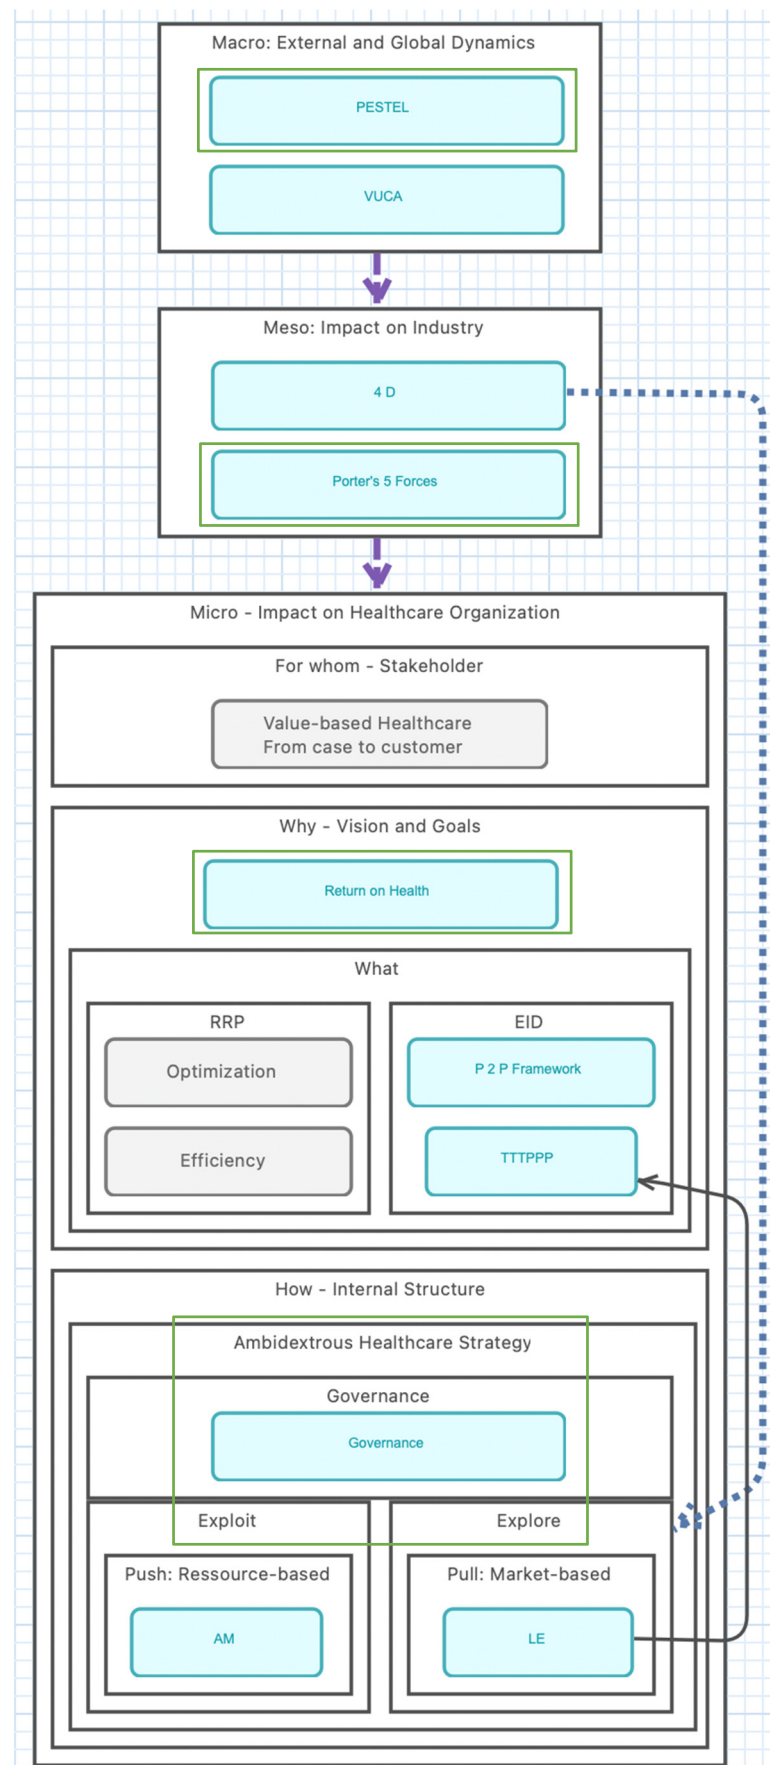 Macro: External and Global Dynamics
PESTEL
VUCA
Meso: Impact on Industry
4 D
Porter's 5 Forces
Micro - Impact on Healthcare Organization
For whom - Stakeholder
Value-based Healthcare
From case to customer
Why - Vision and Goals
Return on Health
What
RRP
EID
Optimization
P 2 P Framework
Efficiency
TTTPPP
How - Internal Structure
Ambidextrous Healthcare Strategy
Governance
Governance
Exploit
Explore
Push: Ressource-based
Pull: Market-based
AM
LE